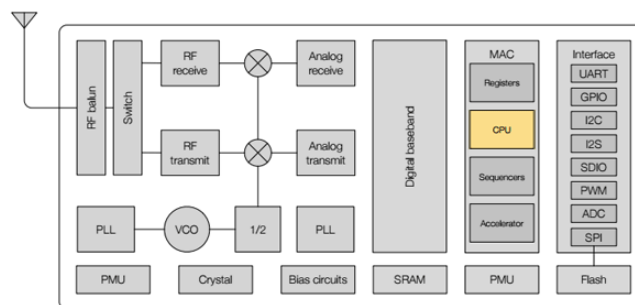 RF balun
Switch
RF
receive
Analog
receive
RF
transmit
Analog
transmit
PLL
VCO
1/2
PLL
Digital baseband
MAC
Registers
CPU
Sequencers
Accelerator
Interface
UART
GPIO
I2C
I2S
SDIO
PWM
ADC
SPI
PMU
Crystal
Bias circuits
SRAM
PMU
Flash